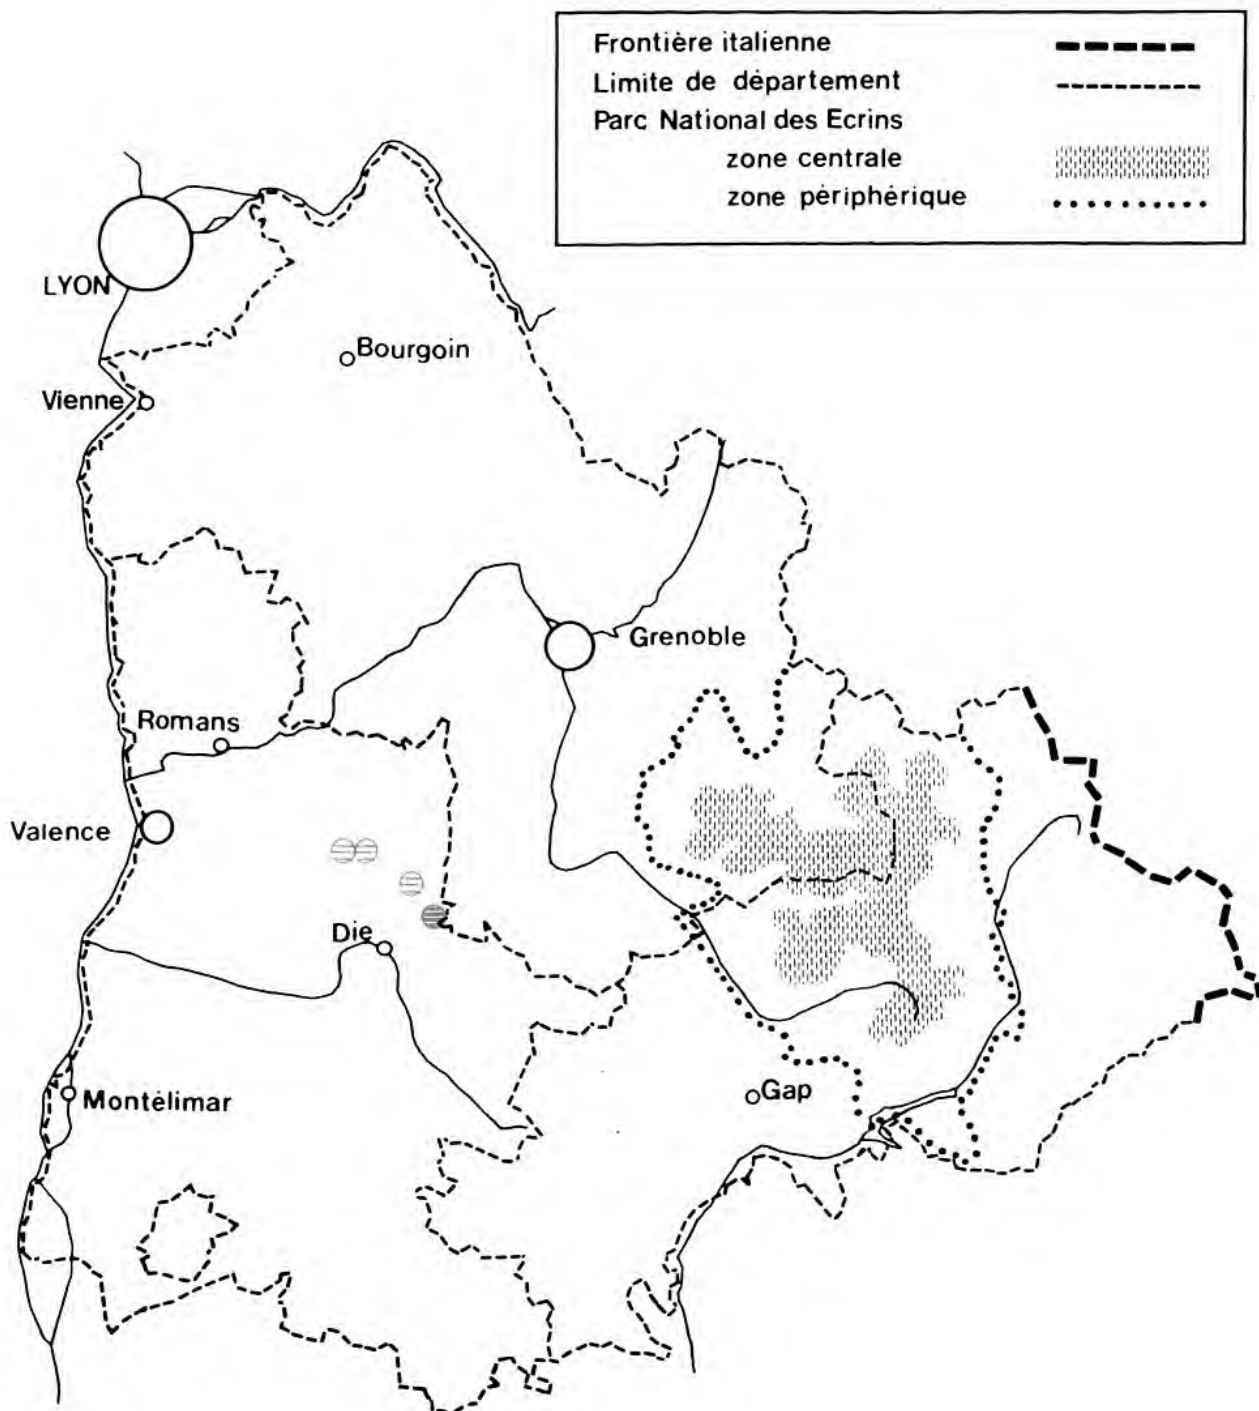 Frontière italienne
Limite de département
Parc National des Ecrins
zone centrale
zone périphérique
LYON
Bourgoin
Vienne
Grenoble
Romans
Valence
Die
Montélimar
Gap